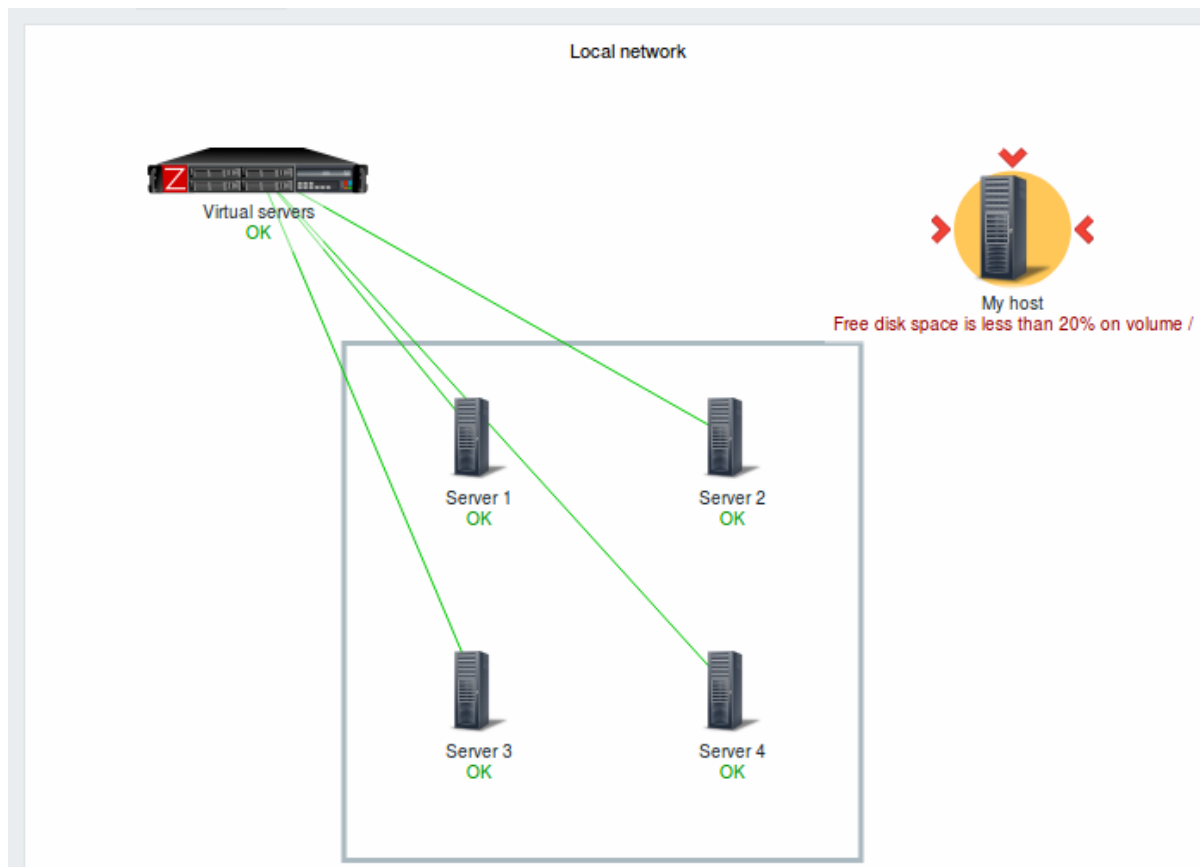 Local network
Z
Virtual servers
OK
My host
Free disk space is less than 20% on volume /
Server 1
OK
Server 2
OK
Server 3
OK
Server 4
OK